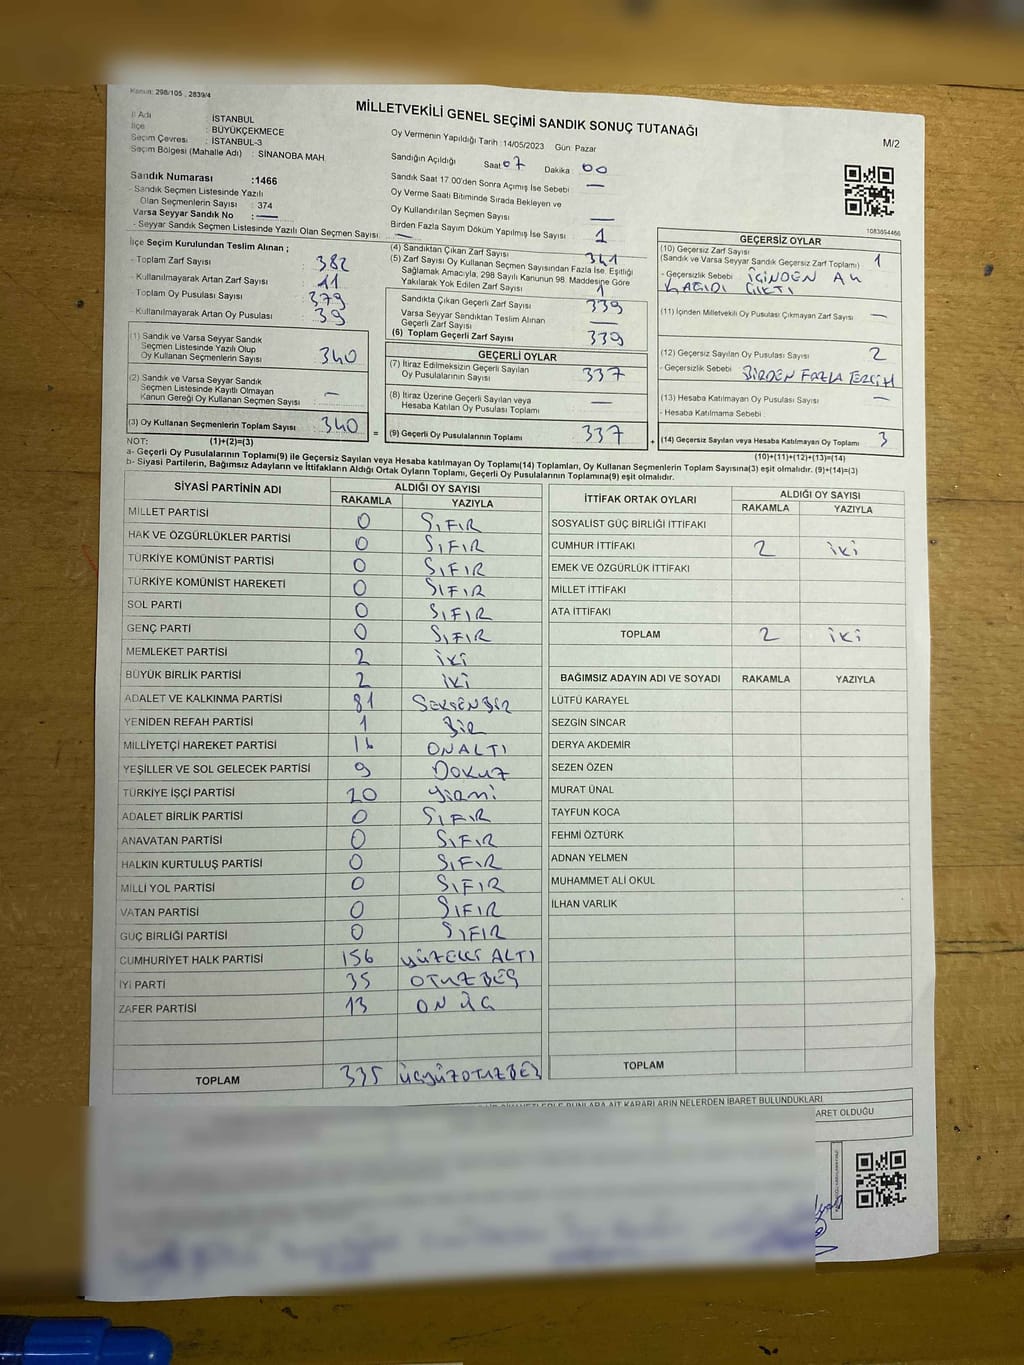 Kanun: 298/105 , 2839/4
MİLLETVEKİLİ GENEL SEÇİMİ SANDIK SONUÇ TUTANAĞI
M/2
İl Adı : İSTANBUL
İlçe : BÜYÜKÇEKMECE
Seçim Çevresi : İSTANBUL-3
Seçim Bölgesi (Mahalle Adı) : SİNANOBA MAH.
Sandık Numarası :1466
- Sandık Seçmen Listesinde Yazılı
Olan Seçmenlerin Sayısı : 374
Varsa Seyyar Sandık No : —
- Seyyar Sandık Seçmen Listesinde Yazılı Olan Seçmen Sayısı: —
Oy Vermenin Yapıldığı Tarih : 14/05/2023 Gün: Pazar
Sandığın Açıldığı Saat 07 Dakika 00
Sandık Saat 17.00'den Sonra Açımış İse Sebebi —
Oy Verme Saati Bitiminde Sırada Bekleyen ve
Oy Kullandırılan Seçmen Sayısı —
Birden Fazla Sayım Döküm Yapılmış İse Sayısı : 1
1083694466
İlçe Seçim Kurulundan Teslim Alınan ;
- Toplam Zarf Sayısı : 382
- Kullanılmayarak Artan Zarf Sayısı : 41
- Toplam Oy Pusulası Sayısı : 379
- Kullanılmayarak Artan Oy Pusulası : 39
(1) Sandık ve Varsa Seyyar Sandık
Seçmen Listesinde Yazılı Olup
Oy Kullanan Seçmenlerin Sayısı : 340
(2) Sandık ve Varsa Seyyar Sandık
Seçmen Listesinde Kayıtlı Olmayan
Kanun Gereği Oy Kullanan Seçmen Sayısı : —
(3) Oy Kullanan Seçmenlerin Toplam Sayısı : 340
(4) Sandıktan Çıkan Zarf Sayısı : 341
(5) Zarf Sayısı Oy Kullanan Seçmen Sayısından Fazla İse, Eşitliği
Sağlamak Amacıyla, 298 Sayılı Kanunun 98. Maddesine Göre
Yakılarak Yok Edilen Zarf Sayısı : 1
Sandıkta Çıkan Geçerli Zarf Sayısı : 339
Varsa Seyyar Sandıktan Teslim Alınan
Geçerli Zarf Sayısı : —
(6) Toplam Geçerli Zarf Sayısı : 339
GEÇERLİ OYLAR
(7) İtiraz Edilmeksizin Geçerli Sayılan
Oy Pusulalarının Sayısı : 337
(8) İtiraz Üzerine Geçerli Sayılan veya
Hesaba Katılan Oy Pusulası Toplamı : —
= (9) Geçerli Oy Pusulalarının Toplamı : 337
GEÇERSİZ OYLAR
(10) Geçersiz Zarf Sayısı
(Sandık ve Varsa Seyyar Sandık Geçersiz Zarf Toplamı) : 1
- Geçersizlik Sebebi : İÇİNDEN AK
KAĞIDI ÇIKTI
(11) İçinden Milletvekili Oy Pusulası Çıkmayan Zarf Sayısı : —
(12) Geçersiz Sayılan Oy Pusulası Sayısı : 2
- Geçersizlik Sebebi : BİRDEN FAZLA TERCİH
(13) Hesaba Katılmayan Oy Pusulası Sayısı : —
- Hesaba Katılmama Sebebi :
+ (14) Geçersiz Sayılan veya Hesaba Katılmayan Oy Toplamı : 3
NOT: (1)+(2)=(3)
(10)+(11)+(12)+(13)=(14)
a- Geçerli Oy Pusulalarının Toplamı(9) ile Geçersiz Sayılan veya Hesaba katılmayan Oy Toplamı(14) Toplamları, Oy Kullanan Seçmenlerin Toplam Sayısına(3) eşit olmalıdır. (9)+(14)=(3)
b- Siyasi Partilerin, Bağımsız Adayların ve İttifakların Aldığı Ortak Oyların Toplamı, Geçerli Oy Pusulalarının Toplamına(9) eşit olmalıdır.
SİYASİ PARTİNİN ADI ALDIĞI OY SAYISI
RAKAMLA YAZIYLA
MİLLET PARTİSİ 0 SIFIR
HAK VE ÖZGÜRLÜKLER PARTİSİ 0 SIFIR
TÜRKİYE KOMÜNİST PARTİSİ 0 SIFIR
TÜRKİYE KOMÜNİST HAREKETİ 0 SIFIR
SOL PARTİ 0 SIFIR
GENÇ PARTİ 0 SIFIR
MEMLEKET PARTİSİ 2 iki
BÜYÜK BİRLİK PARTİSİ 2 iki
ADALET VE KALKINMA PARTİSİ 81 SEKSENBİR
YENİDEN REFAH PARTİSİ 1 BİR
MİLLİYETÇİ HAREKET PARTİSİ 16 ONALTI
YEŞİLLER VE SOL GELECEK PARTİSİ 9 DOKUZ
TÜRKİYE İŞÇİ PARTİSİ 20 yirmi
ADALET BİRLİK PARTİSİ 0 SIFIR
ANAVATAN PARTİSİ 0 SIFIR
HALKIN KURTULUŞ PARTİSİ 0 SIFIR
MİLLİ YOL PARTİSİ 0 SIFIR
VATAN PARTİSİ 0 SIFIR
GÜÇ BİRLİĞİ PARTİSİ 0 SIFIR
CUMHURİYET HALK PARTİSİ 156 YÜZELLİ ALTI
İYİ PARTİ 35 OTUZBEŞ
ZAFER PARTİSİ 13 ON ÜÇ
TOPLAM 335 ÜÇYÜZOTUZBEŞ
İTTİFAK ORTAK OYLARI ALDIĞI OY SAYISI
RAKAMLA YAZIYLA
SOSYALİST GÜÇ BİRLİĞİ İTTİFAKI
CUMHUR İTTİFAKI 2 iki
EMEK VE ÖZGÜRLÜK İTTİFAKI
MİLLET İTTİFAKI
ATA İTTİFAKI
TOPLAM 2 iki
BAĞIMSIZ ADAYIN ADI VE SOYADI RAKAMLA YAZIYLA
LÜTFÜ KARAYEL
SEZGİN SİNCAR
DERYA AKDEMİR
SEZEN ÖZEN
MURAT ÜNAL
TAYFUN KOCA
FEHMİ ÖZTÜRK
ADNAN YELMEN
MUHAMMET ALİ OKUL
İLHAN VARLIK
TOPLAM
BUNLARA AİT KARARLARIN NELERDEN İBARET BULUNDUKLARI
ARET OLDUĞU